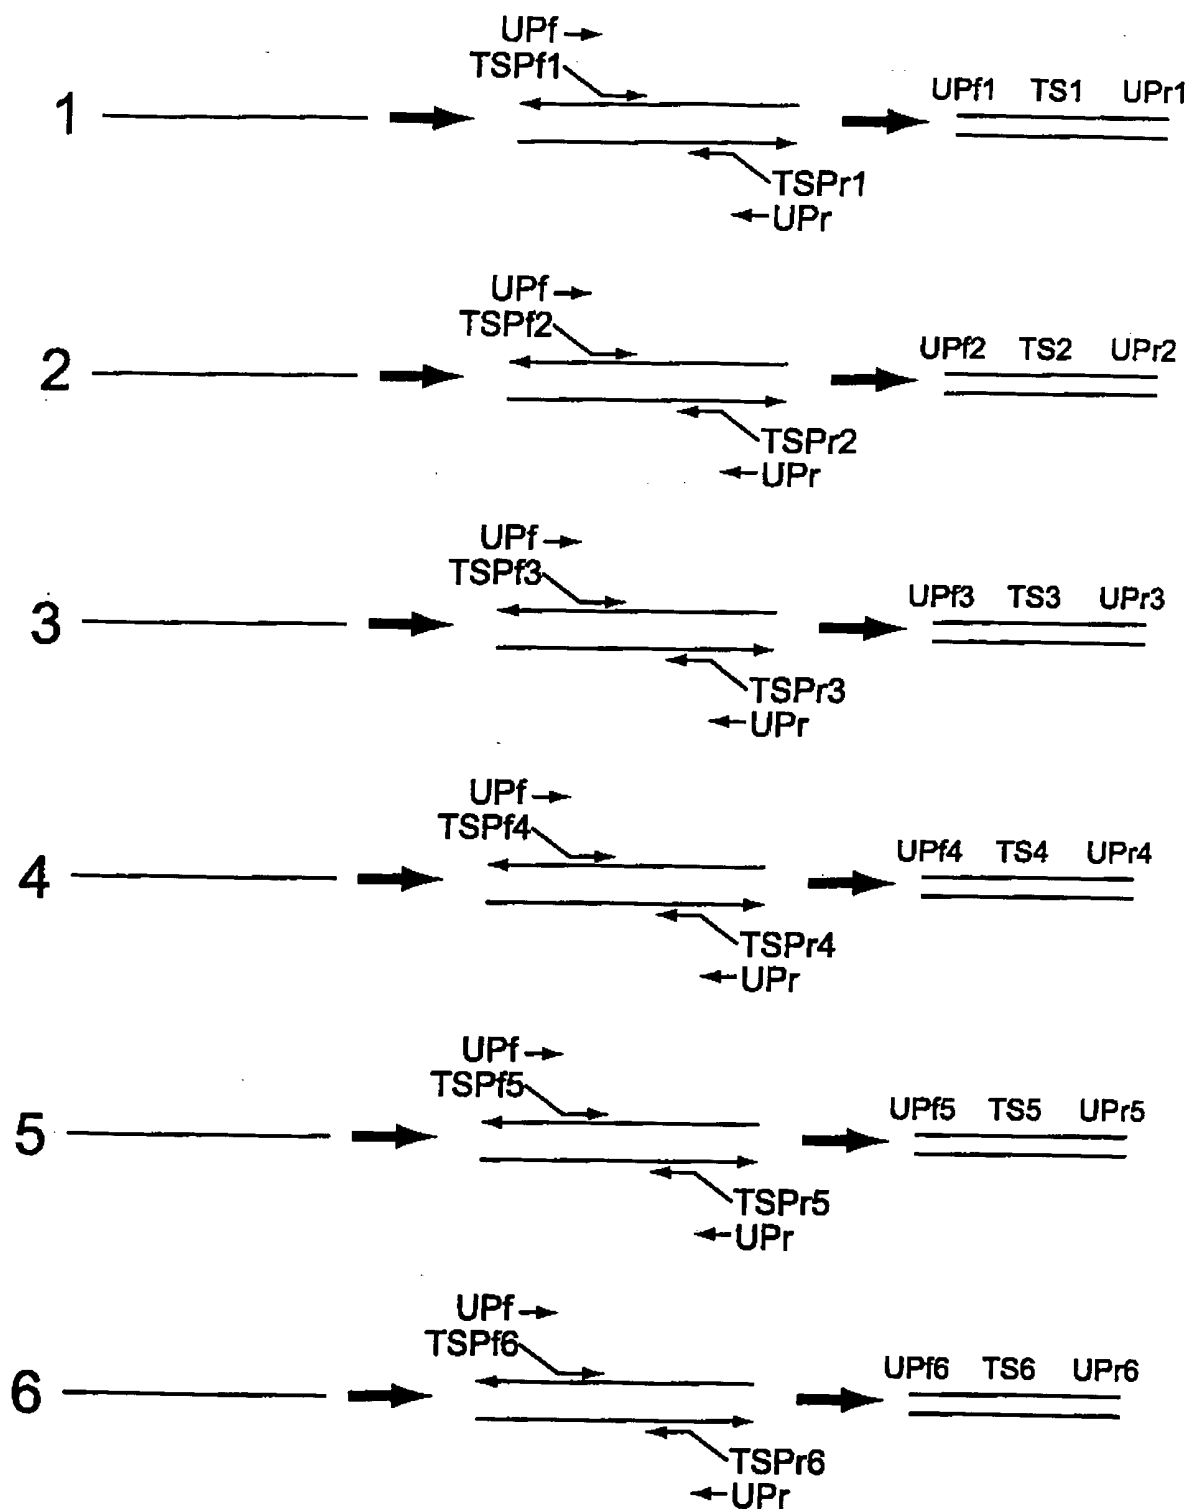 UPf
TSPf1
UPf1 TS1 UPr1
1
TSPr1
UPr
UPf
TSPf2
UPf2 TS2 UPr2
2
TSPr2
UPr
UPf
TSPf3
UPf3 TS3 UPr3
3
TSPr3
UPr
UPf
TSPf4
UPf4 TS4 UPr4
4
TSPr4
UPr
UPf
TSPf5
UPf5 TS5 UPr5
5
TSPr5
UPr
UPf
TSPf6
UPf6 TS6 UPr6
6
TSPr6
UPr